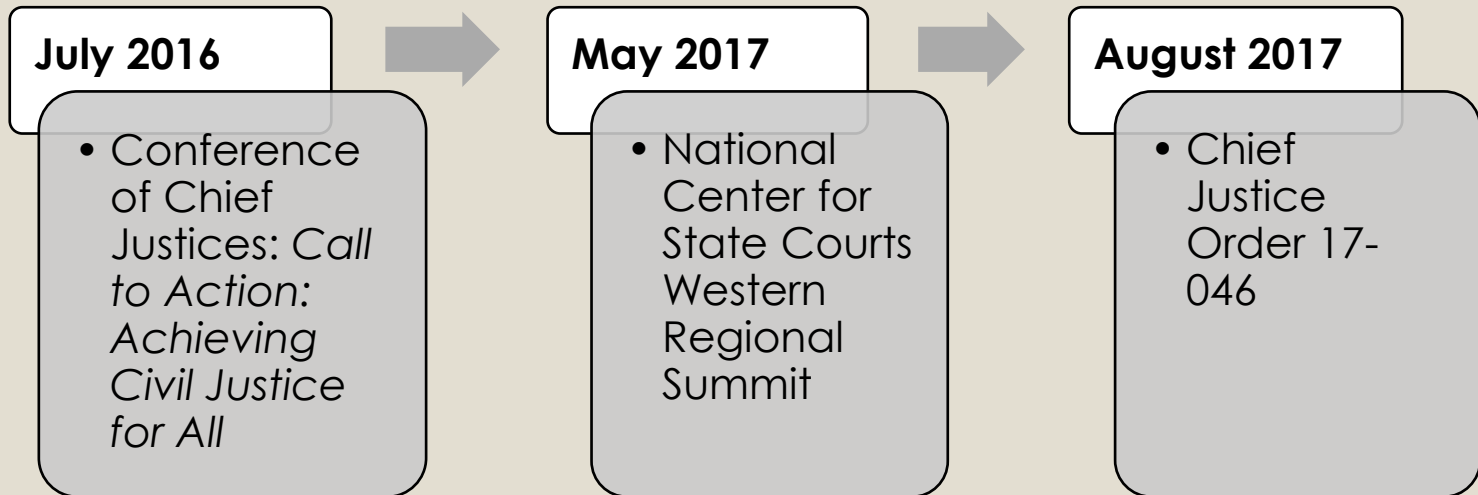 July 2016
• Conference
of Chief
Justices: Call
to Action:
Achieving
Civil Justice
for All
May 2017
• National
Center for
State Courts
Western
Regional
Summit
August 2017
• Chief
Justice
Order 17-
046